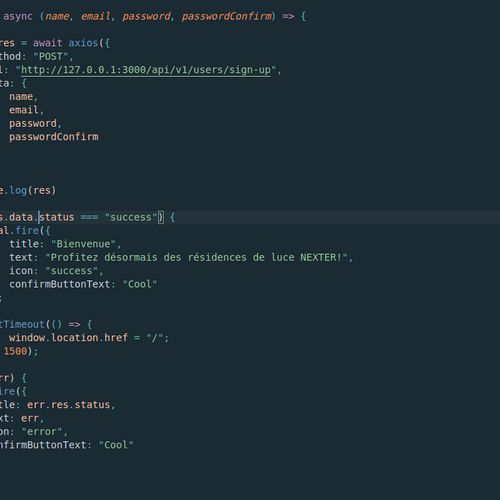 async (name, email, password, passwordConfirm) => {
res = await axios({
thod: "POST",
l: "http://127.0.0.1:3000/api/v1/users/sign-up",
ta: {
name,
email,
password,
passwordConfirm
e.log(res)
s.data.status === "success") {
al.fire({
title: "Bienvenue",
text: "Profitez désormais des résidences de luce NEXTER!",
icon: "success",
confirmButtonText: "Cool"
;
tTimeout(() => {
window.location.href = "/";
1500);
rr) {
ire({
tle: err.res.status,
xt: err,
on: "error",
nfirmButtonText: "Cool"